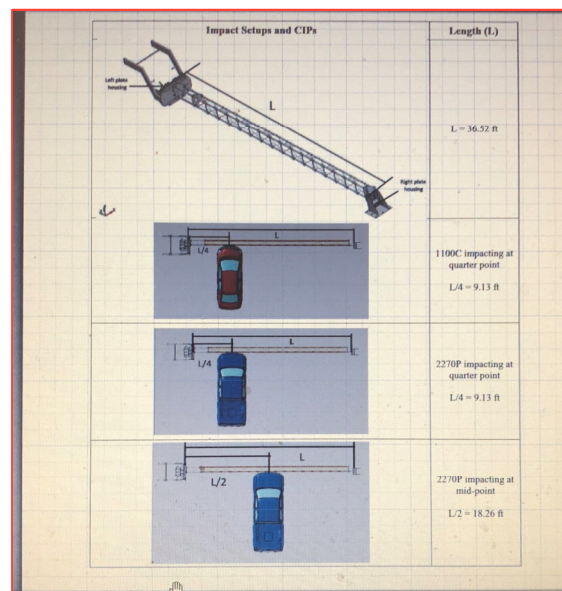 Impact Setups and CIPs
Length (L)
Left plate
housing
L
L = 36.52 ft
Right plate
housing
L
L/4
1100C impacting at
quarter point
L/4 = 9.13 ft
L
L/4
2270P impacting at
quarter point
L/4 = 9.13 ft
L
L/2
2270P impacting at
mid-point
L/2 = 18.26 ft